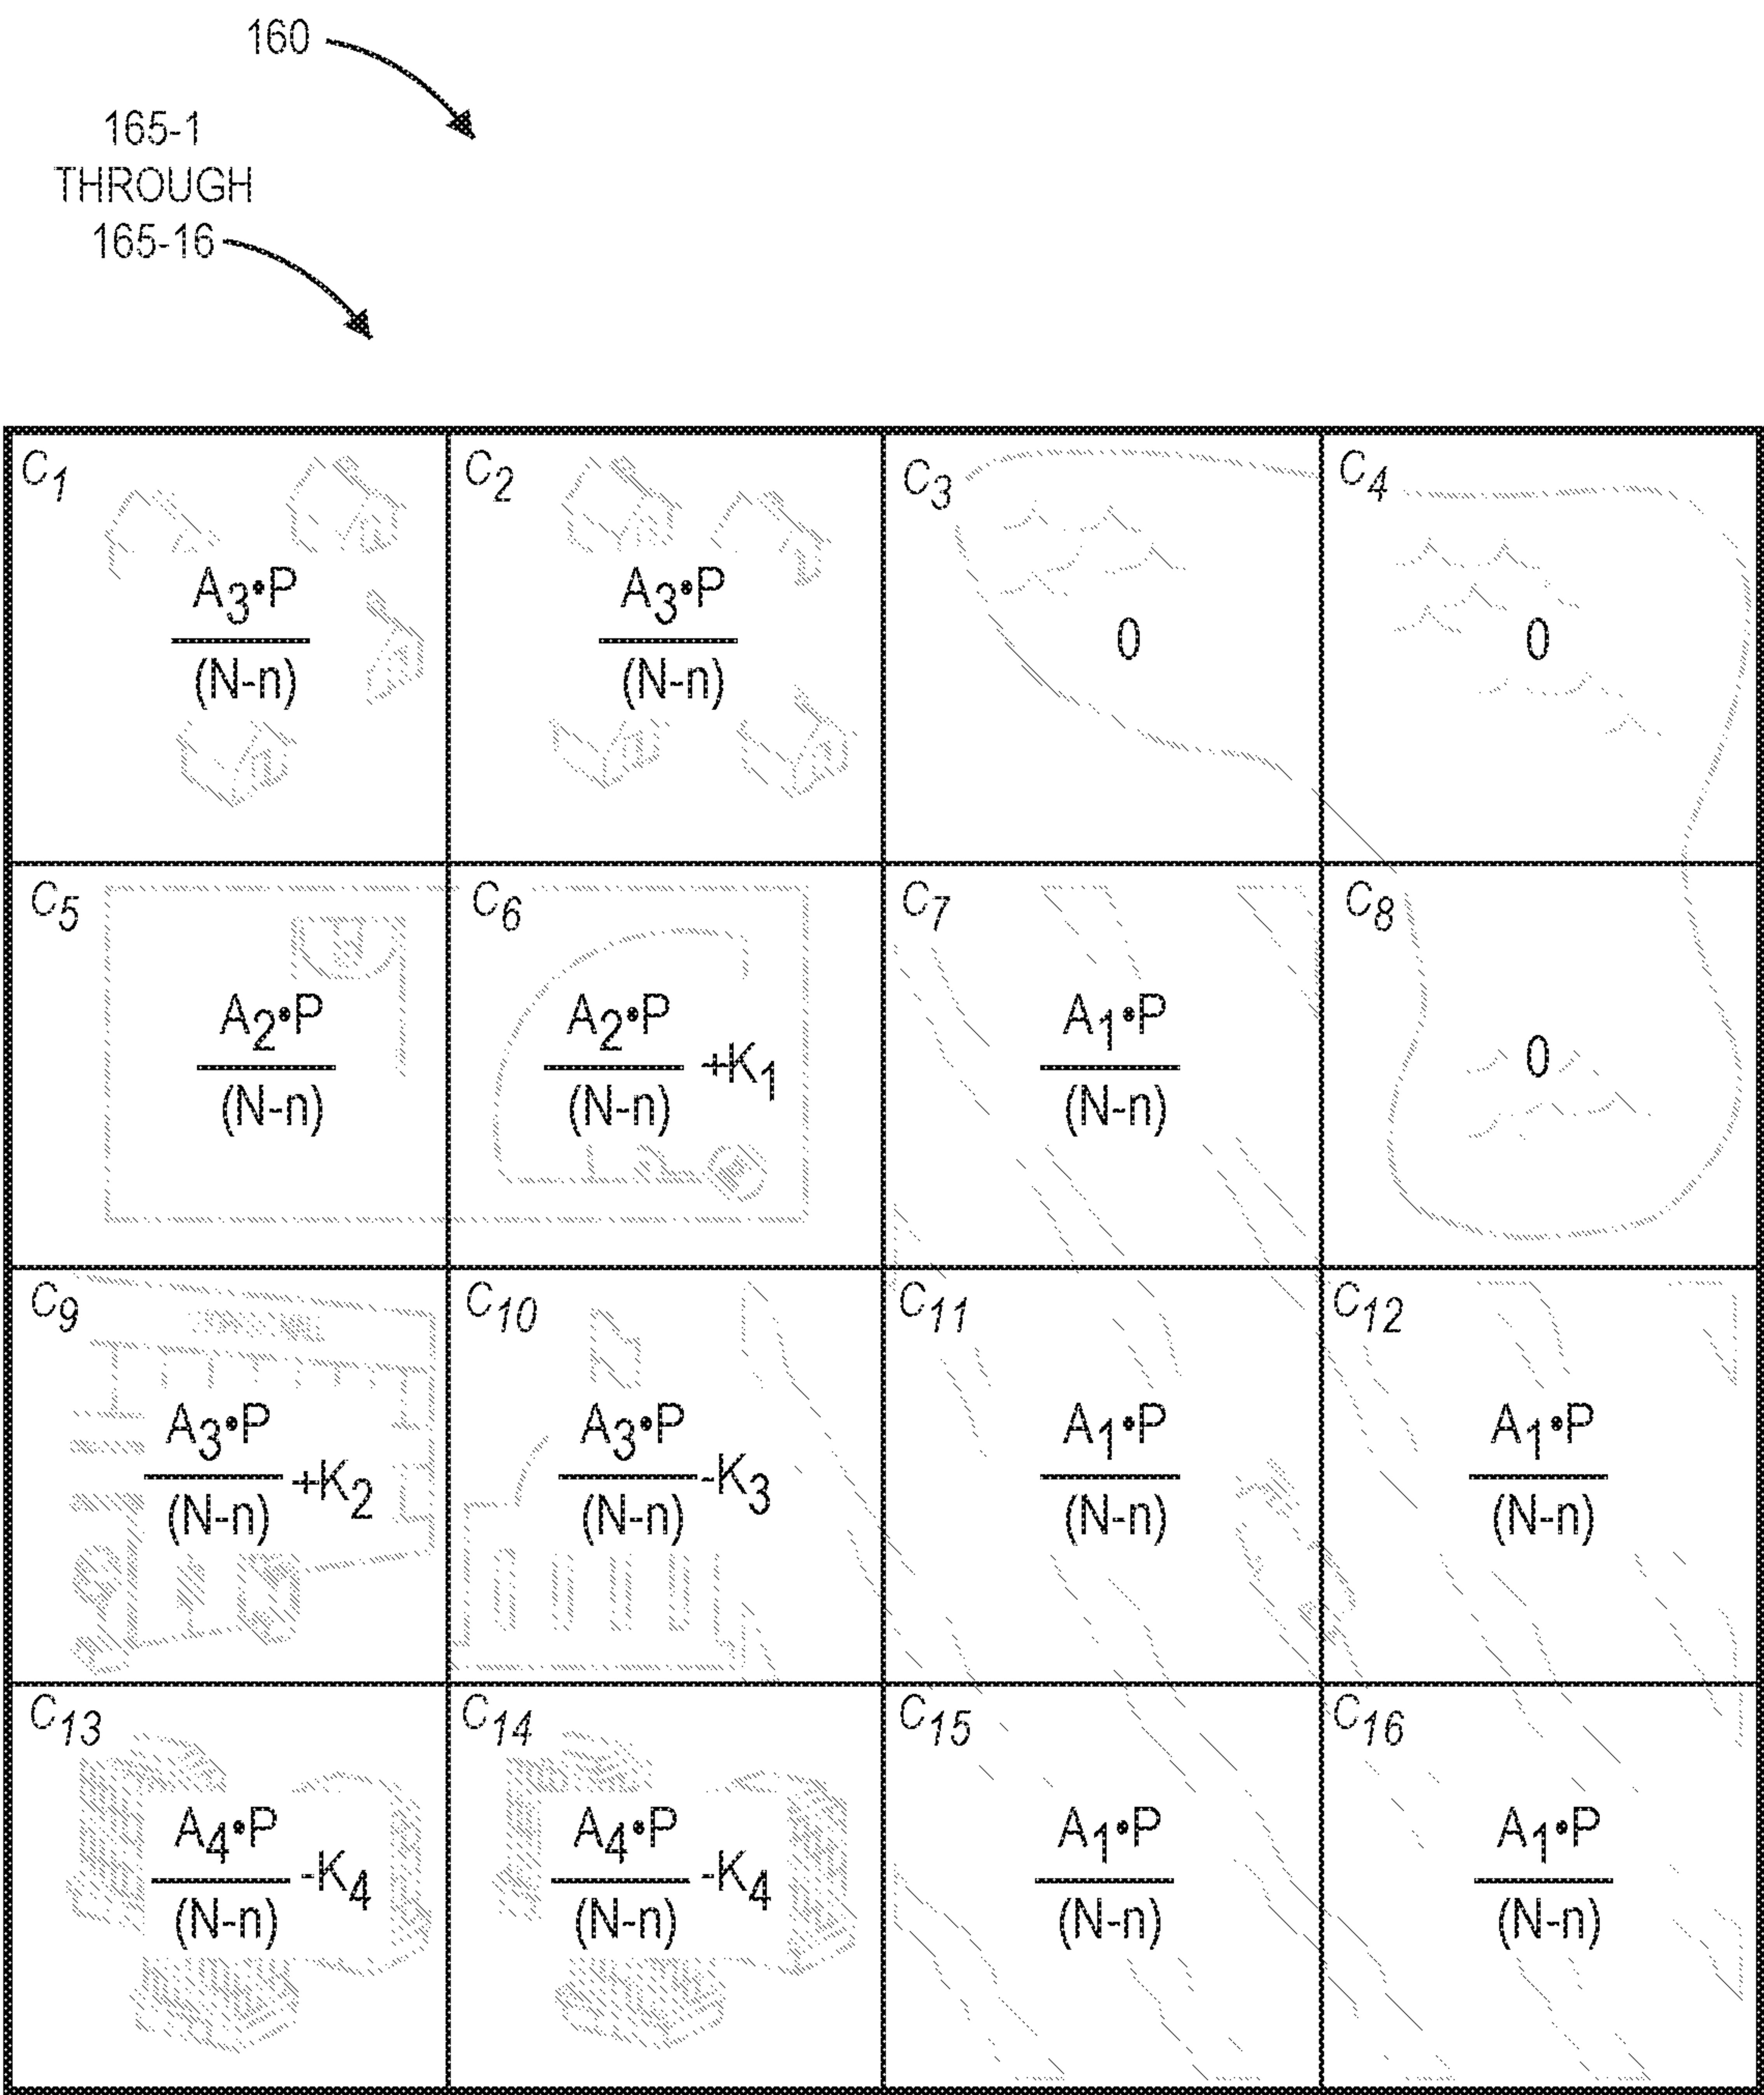 160
165-1
THROUGH
165-16
C1 C2 C3 C4
A3•P/(N-n) A3•P/(N-n) 0 0
C5 C6 C7 C8
A2•P/(N-n) A2•P/(N-n) +K1 A1•P/(N-n) 0
C9 C10 C11 C12
A3•P/(N-n) +K2 A3•P/(N-n) -K3 A1•P/(N-n) A1•P/(N-n)
C13 C14 C15 C16
A4•P/(N-n) -K4 A4•P/(N-n) -K4 A1•P/(N-n) A1•P/(N-n)